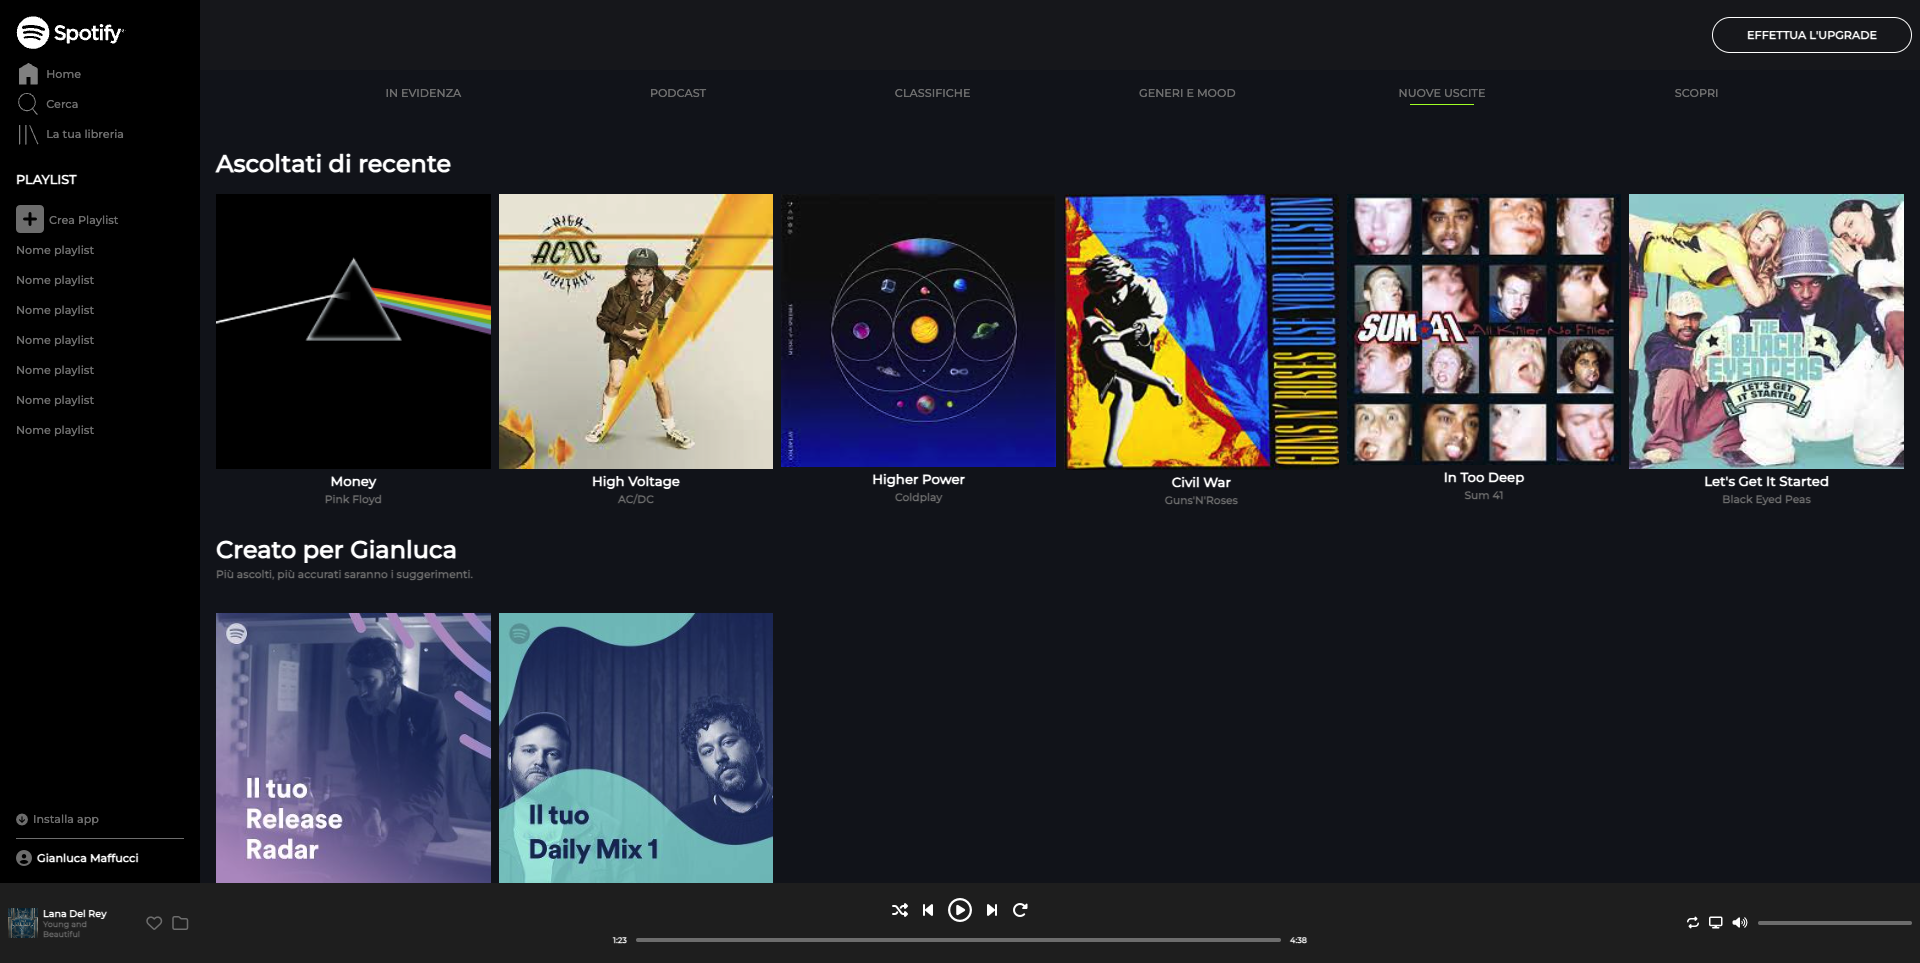 Spotify
EFFETTUA L'UPGRADE
Home
Cerca
La tua libreria
IN EVIDENZA
PODCAST
CLASSIFICHE
GENERI E MOOD
NUOVE USCITE
SCOPRI
PLAYLIST
Crea Playlist
Nome playlist
Nome playlist
Nome playlist
Nome playlist
Nome playlist
Nome playlist
Nome playlist
Ascoltati di recente
HIGH
AC/DC
VOLTAGE
MUSIC of the SPHERES
COLDPLAY
GUNS N' ROSES USE YOUR ILLUSION
SUM 41 All Killer No Filler
THE
BLACK
EYED PEAS
LET'S GET
IT STARTED
Money
Pink Floyd
High Voltage
AC/DC
Higher Power
Coldplay
Civil War
Guns'N'Roses
In Too Deep
Sum 41
Let's Get It Started
Black Eyed Peas
Creato per Gianluca
Più ascolti, più accurati saranno i suggerimenti.
Il tuo
Release
Radar
Il tuo
Daily Mix 1
Installa app
Gianluca Maffucci
Lana Del Rey
Young and
Beautiful
1:23
4:38